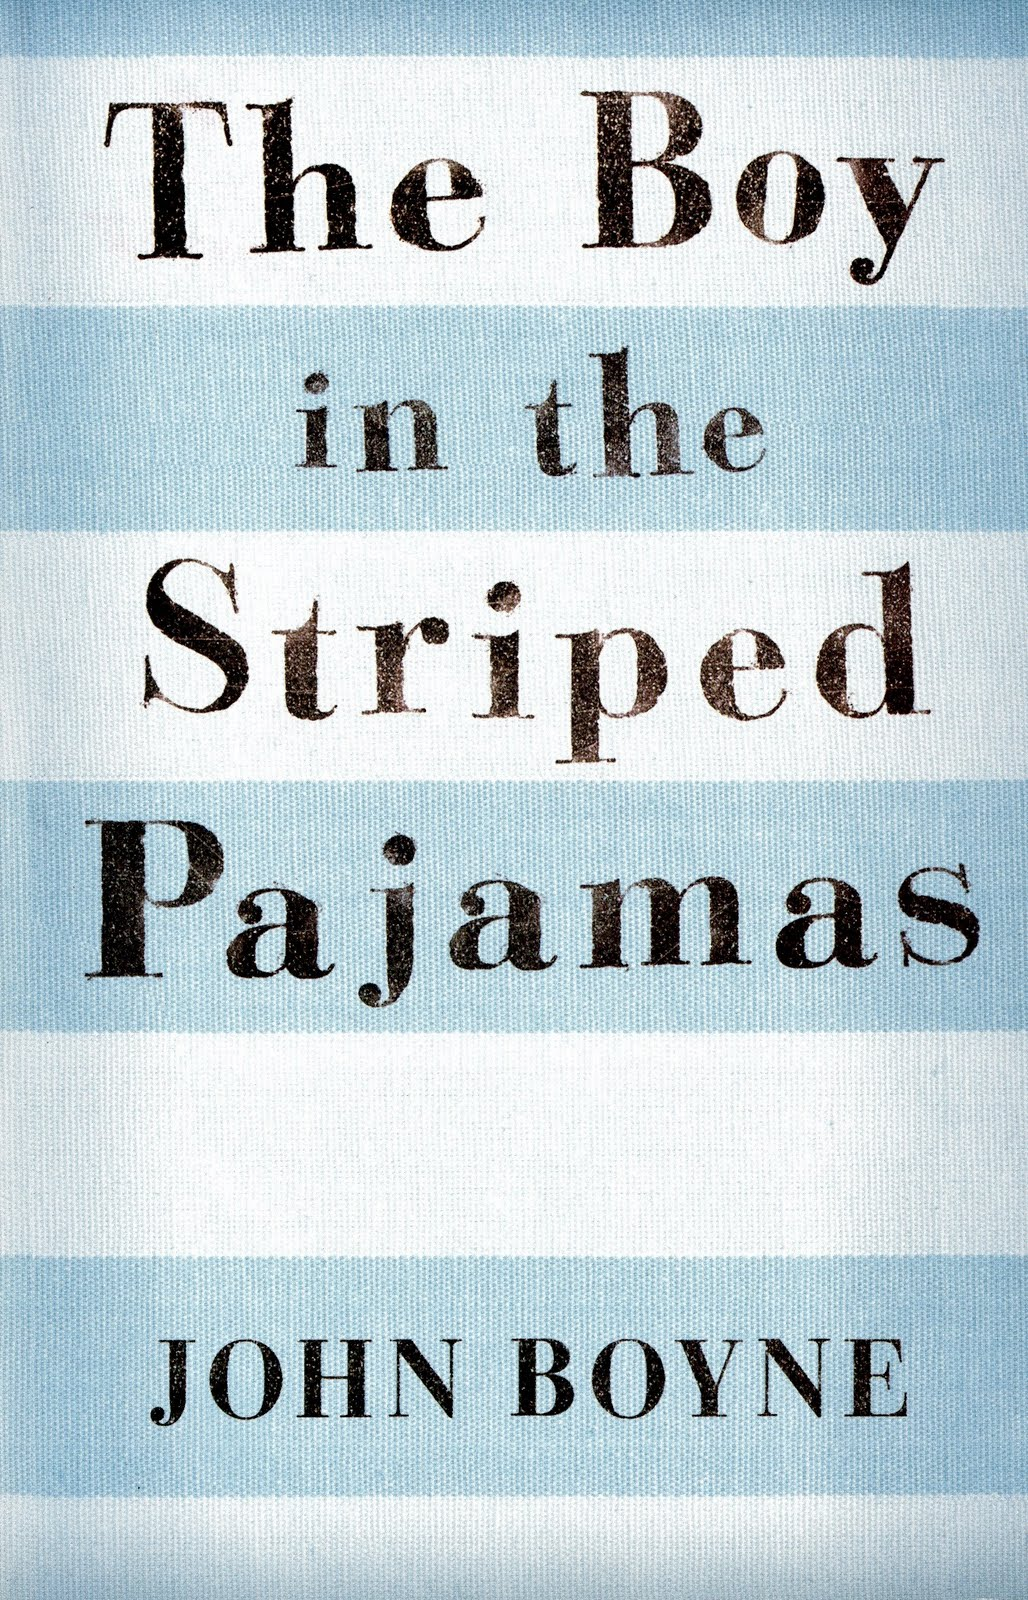 The Boy
in the
Striped
Pajamas
JOHN BOYNE